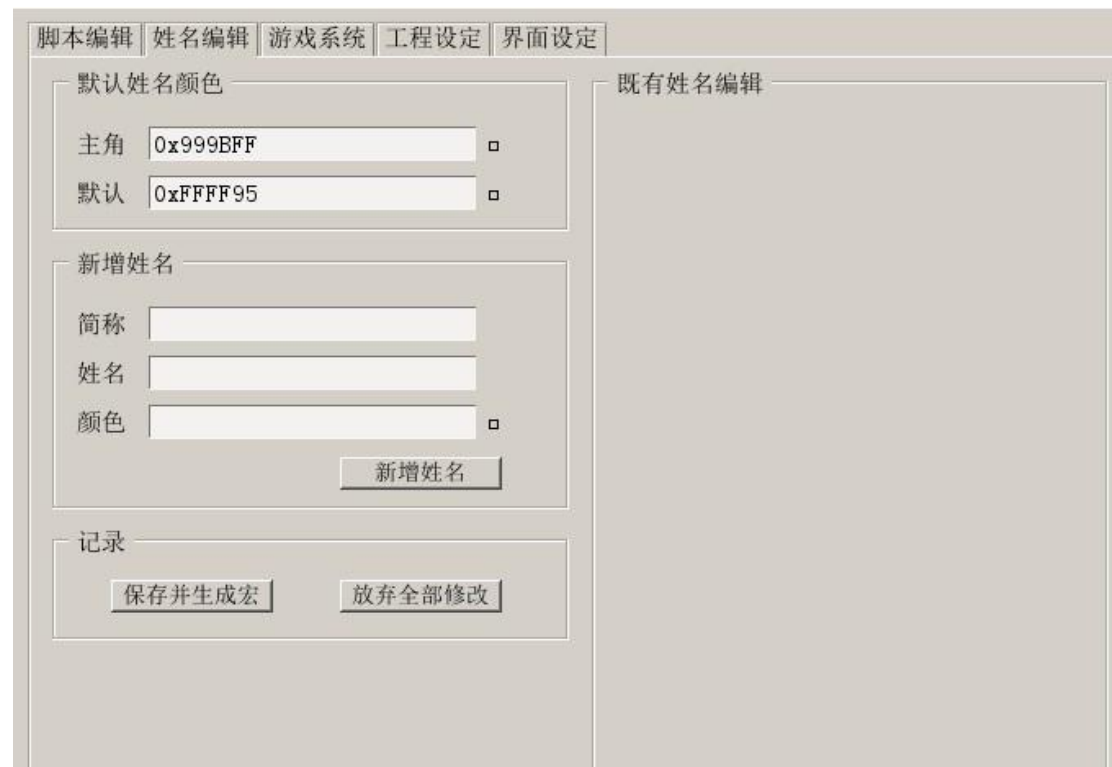 脚本编辑 姓名编辑 游戏系统 工程设定 界面设定
默认姓名颜色
主角 0x999BFF
默认 0xFFFF95
新增姓名
简称
姓名
颜色
新增姓名
记录
保存并生成宏 放弃全部修改
既有姓名编辑